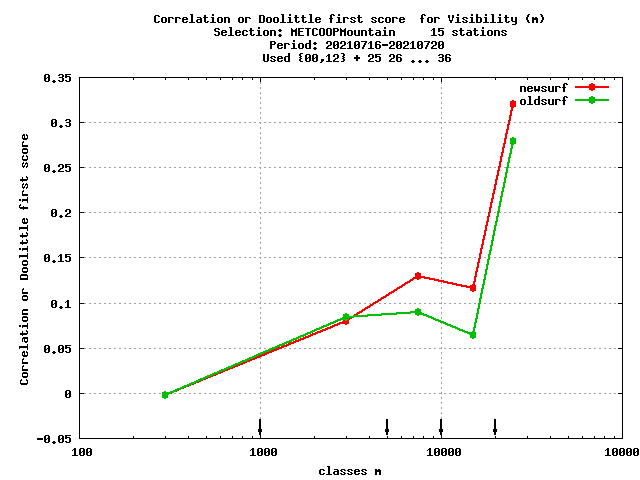 Correlation or Doolittle first score  for Visibility (m)
Selection: METCOOPMountain     15 stations
Period: 20210716-20210720
Used {00,12} + 25 26 ... 36
newsurf
oldsurf
Correlation or Doolittle first score
0.35
0.3
0.25
0.2
0.15
0.1
0.05
0
-0.05
100 1000 10000 10000
classes m